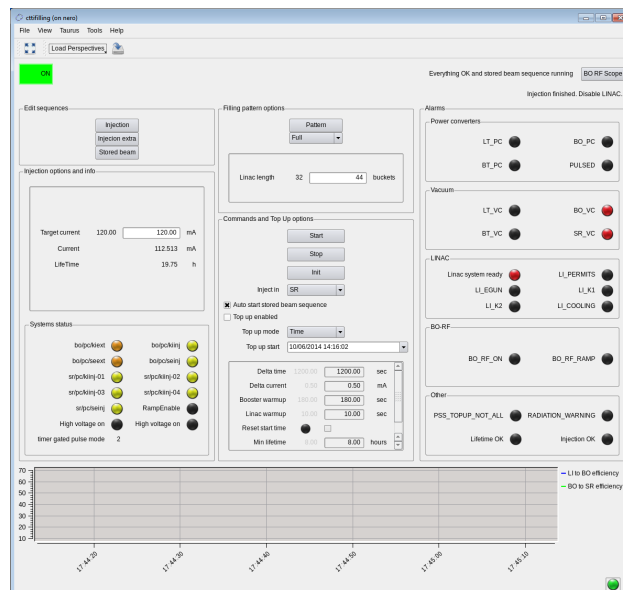 cttifilling (on nero)
File View Taurus Tools Help
Load Perspectives
ON
Everything OK and stored beam sequence running
BO RF Scope
Injection finished. Disable LINAC.
Edit sequences
Injection
Injecion extra
Stored beam
Injection options and info
Target current 120.00 120.00 mA
Current 112.513 mA
LifeTime 19.75 h
Systems status
bo/pc/kiext bo/pc/kiinj
bo/pc/seext bo/pc/seinj
sr/pc/kiinj-01 sr/pc/kiinj-02
sr/pc/kiinj-03 sr/pc/kiinj-04
sr/pc/seinj RampEnable
High voltage on High voltage on
timer gated pulse mode 2
Filling pattern options
Pattern
Full
Linac length 32 44 buckets
Commands and Top Up options
Start
Stop
Init
Inject in SR
Auto start stored beam sequence
Top up enabled
Top up mode Time
Top up start 10/06/2014 14:16:02
Delta time 1200.00 1200.00 sec
Delta current 0.50 0.50 mA
Booster warmup 180.00 180.00 sec
Linac warmup 10.00 10.00 sec
Reset start time
Min lifetime 8.00 8.00 hours
Alarms
Power converters
LT_PC BO_PC
BT_PC PULSED
Vacuum
LT_VC BO_VC
BT_VC SR_VC
LINAC
Linac system ready LI_PERMITS
LI_EGUN LI_K1
LI_K2 LI_COOLING
BO-RF
BO_RF_ON BO_RF_RAMP
Other
PSS_TOPUP_NOT_ALL RADIATION_WARNING
Lifetime OK Injection OK
70
60
50
40
30
20
10
17:44:20 17:44:30 17:44:40 17:44:50 17:45:00 17:45:10
LI to BO efficiency
BO to SR efficiency